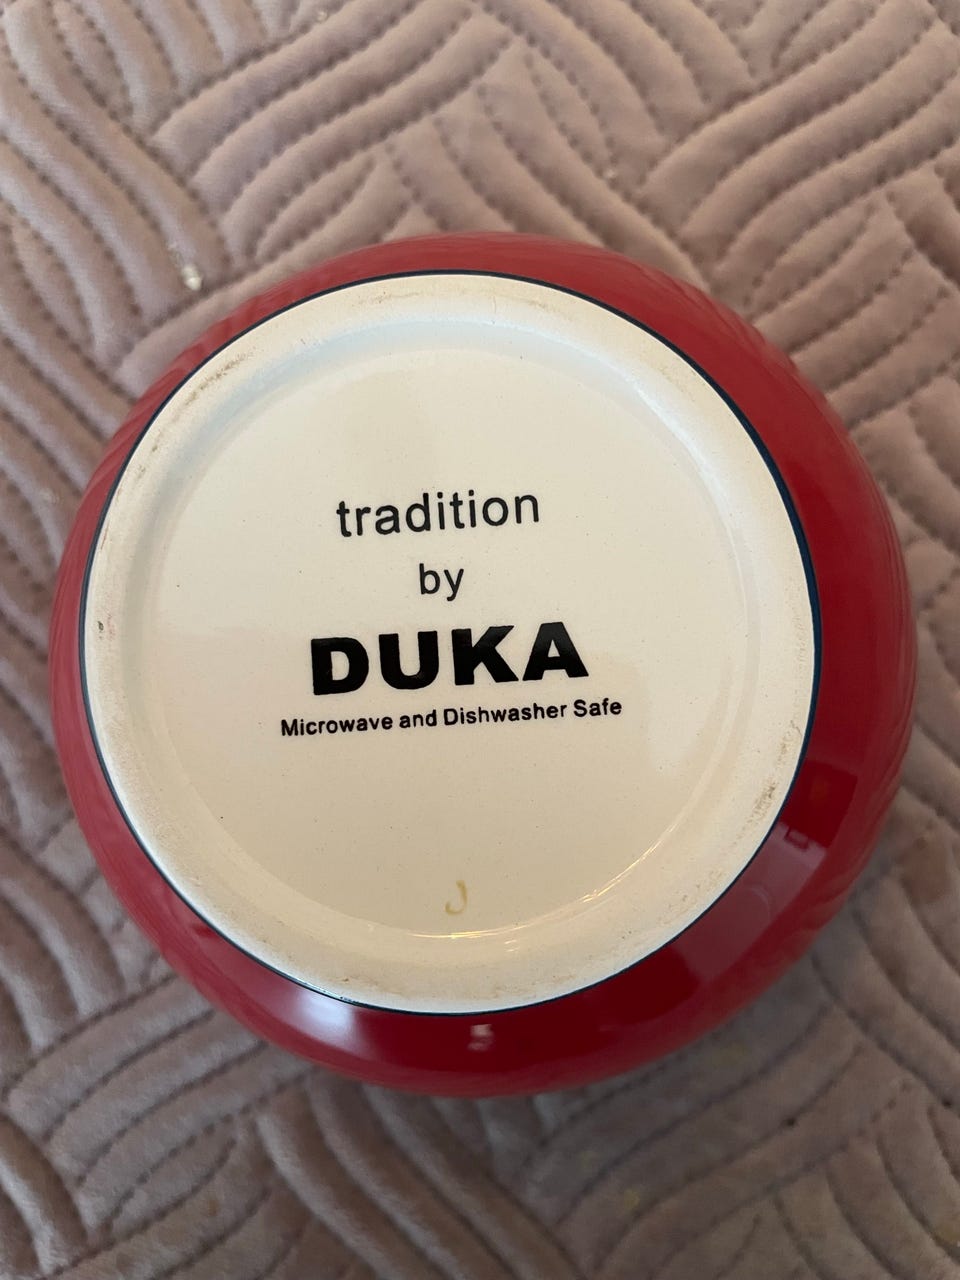 tradition
by
DUKA
Microwave and Dishwasher Safe
J